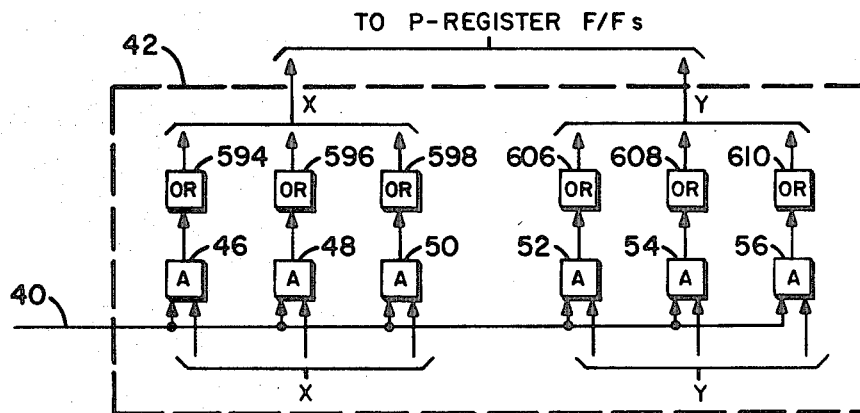 TO P-REGISTER F/Fs
42
X Y
594 596 598 606 608 610
OR OR OR OR OR OR
46 48 50 52 54 56
A A A A A A
40
X Y